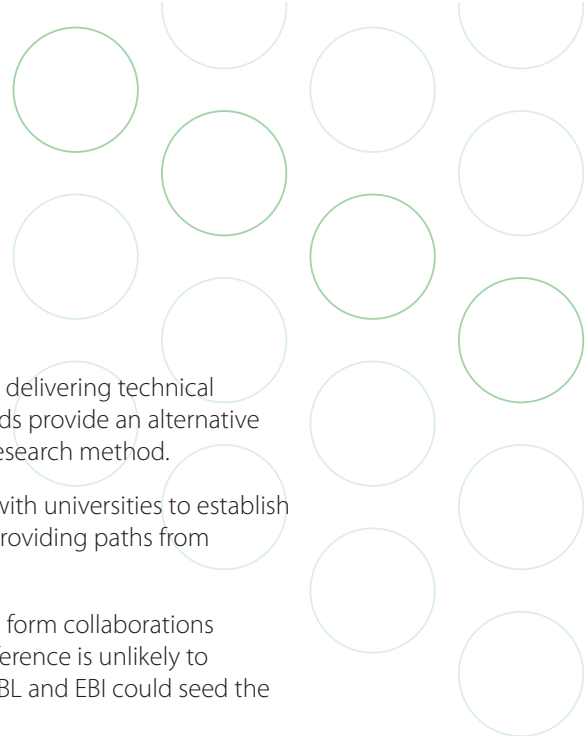 delivering technical
ds provide an alternative
esearch method.
with universities to establish
roviding paths from
form collaborations
erence is unlikely to
BL and EBI could seed the